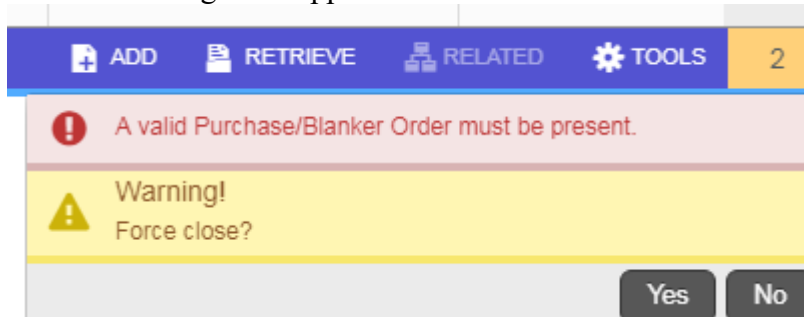 ADD RETRIEVE RELATED TOOLS 2
A valid Purchase/Blanker Order must be present.
Warning!
Force close?
Yes No